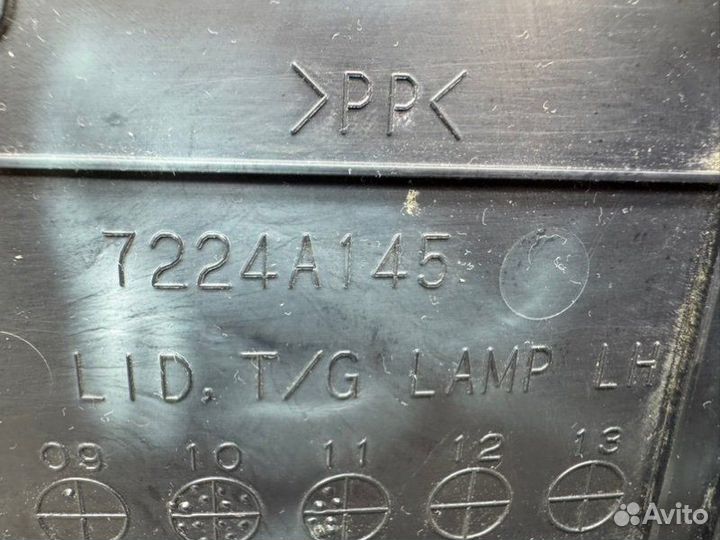 >PP<
7224A145
LID, T/G LAMP LH
09 10 11 12 13
Avito